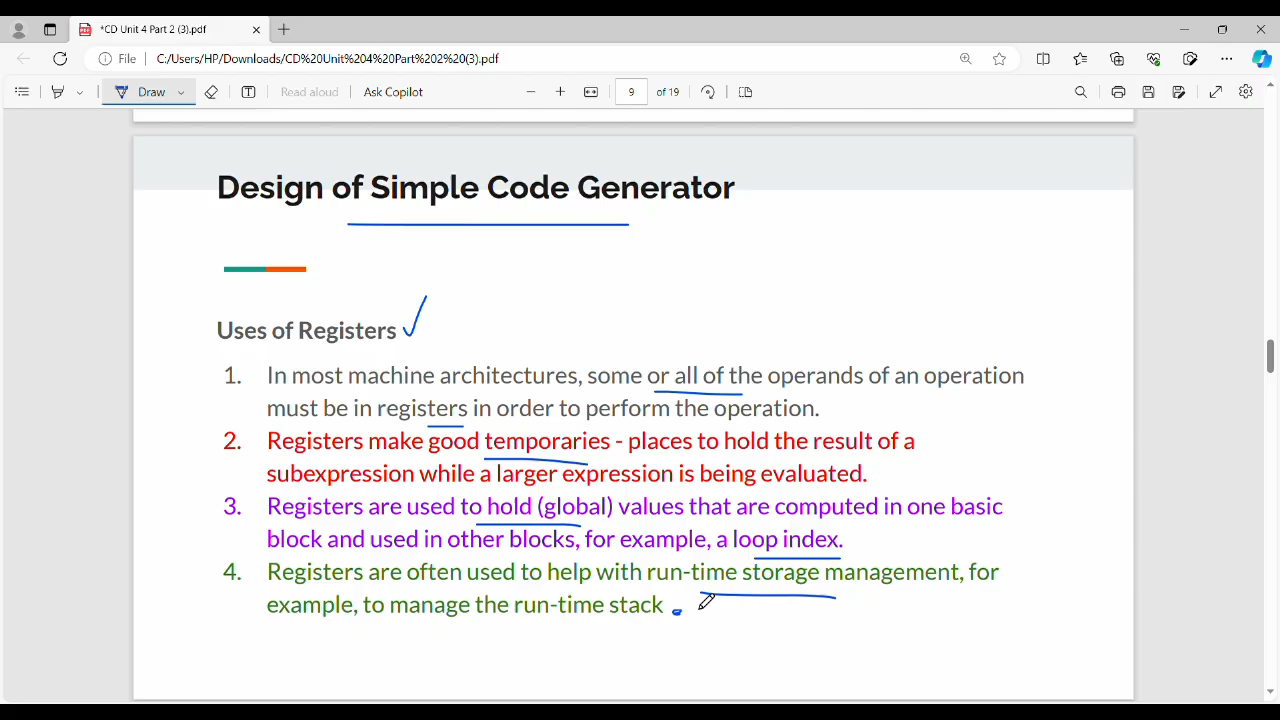 *CD Unit 4 Part 2 (3).pdf
File
C:/Users/HP/Downloads/CD%20Unit%204%20Part%202%20(3).pdf
Draw
Read aloud
Ask Copilot
9
of 19
Design of Simple Code Generator
Uses of Registers
1. In most machine architectures, some or all of the operands of an operation
must be in registers in order to perform the operation.
2. Registers make good temporaries - places to hold the result of a
subexpression while a larger expression is being evaluated.
3. Registers are used to hold (global) values that are computed in one basic
block and used in other blocks, for example, a loop index.
4. Registers are often used to help with run-time storage management, for
example, to manage the run-time stack